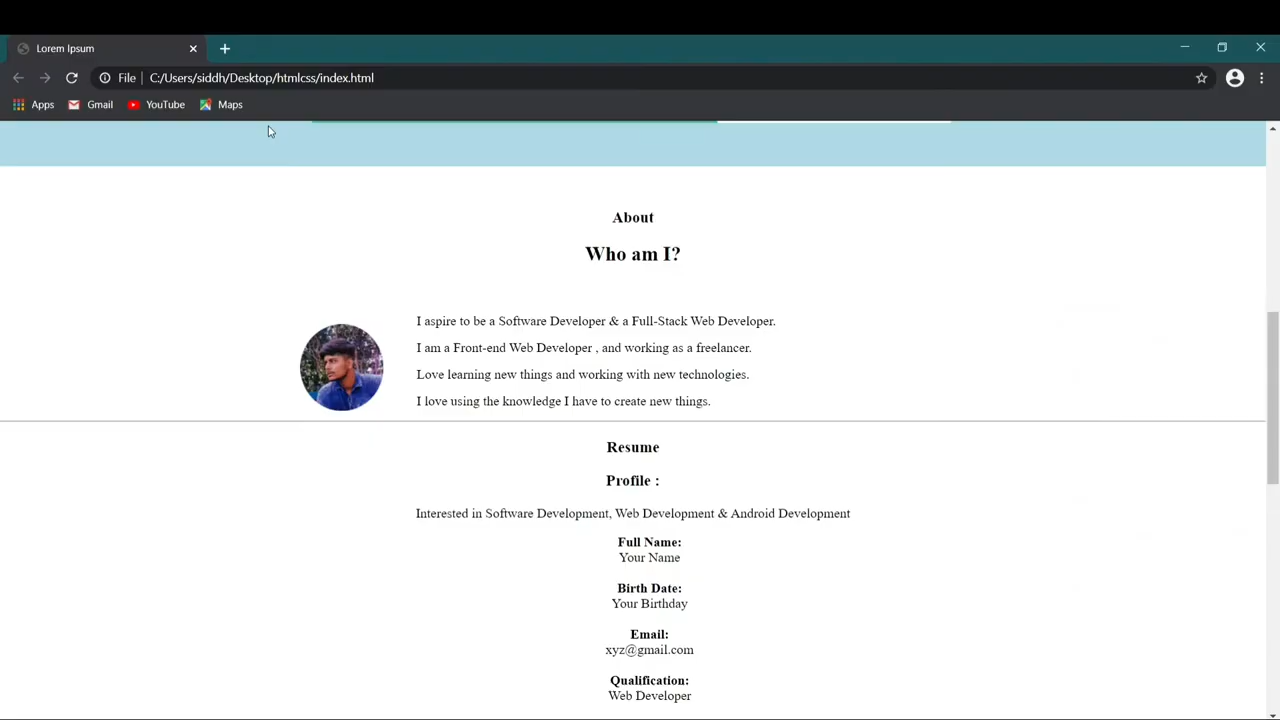 Lorem Ipsum
File C:/Users/siddh/Desktop/htmlcss/index.html
Apps Gmail YouTube Maps
About
Who am I?
I aspire to be a Software Developer & a Full-Stack Web Developer.
I am a Front-end Web Developer , and working as a freelancer.
Love learning new things and working with new technologies.
I love using the knowledge I have to create new things.
Resume
Profile :
Interested in Software Development, Web Development & Android Development
Full Name:
Your Name
Birth Date:
Your Birthday
Email:
xyz@gmail.com
Qualification:
Web Developer